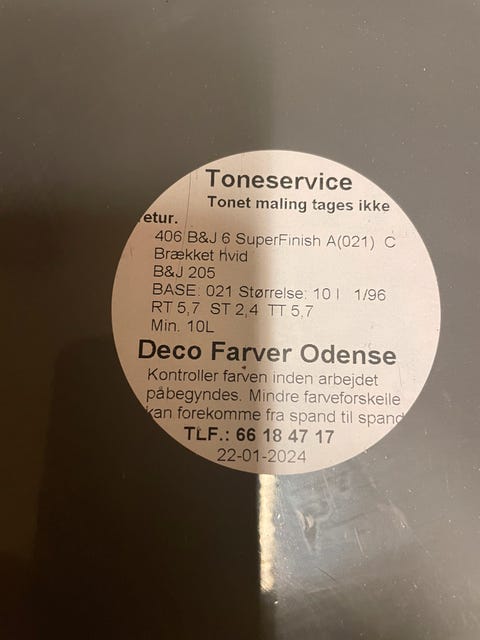 Toneservice
Tonet maling tages ikke
retur.
406 B&J 6 SuperFinish A(021) C
Brækket hvid
B&J 205
BASE: 021 Størrelse: 10 l 1/96
RT 5,7 ST 2,4 TT 5,7
Min. 10L
Deco Farver Odense
Kontroller farven inden arbejdet
påbegyndes. Mindre farveforskelle
kan forekomme fra spand til spand
TLF.: 66 18 47 17
22-01-2024